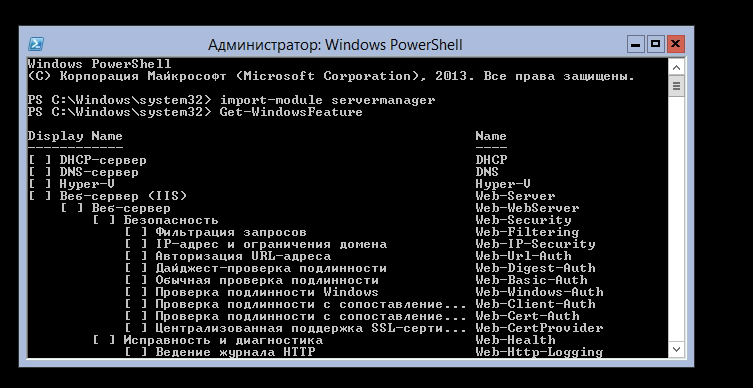 Администратор: Windows PowerShell
Windows PowerShell
(C) Корпорация Майкрософт (Microsoft Corporation), 2013. Все права защищены.
PS C:\Windows\system32> import-module servermanager
PS C:\Windows\system32> Get-WindowsFeature
Display Name Name
------------ ----
[ ] DHCP-сервер DHCP
[ ] DNS-сервер DNS
[ ] Hyper-V Hyper-V
[ ] Веб-сервер (IIS) Web-Server
[ ] Веб-сервер Web-WebServer
[ ] Безопасность Web-Security
[ ] Фильтрация запросов Web-Filtering
[ ] IP-адрес и ограничения домена Web-IP-Security
[ ] Авторизация URL-адреса Web-Url-Auth
[ ] Дайджест-проверка подлинности Web-Digest-Auth
[ ] Обычная проверка подлинности Web-Basic-Auth
[ ] Проверка подлинности Windows Web-Windows-Auth
[ ] Проверка подлинности с сопоставление... Web-Client-Auth
[ ] Проверка подлинности с сопоставление... Web-Cert-Auth
[ ] Централизованная поддержка SSL-серти... Web-CertProvider
[ ] Исправность и диагностика Web-Health
[ ] Ведение журнала HTTP Web-Http-Logging